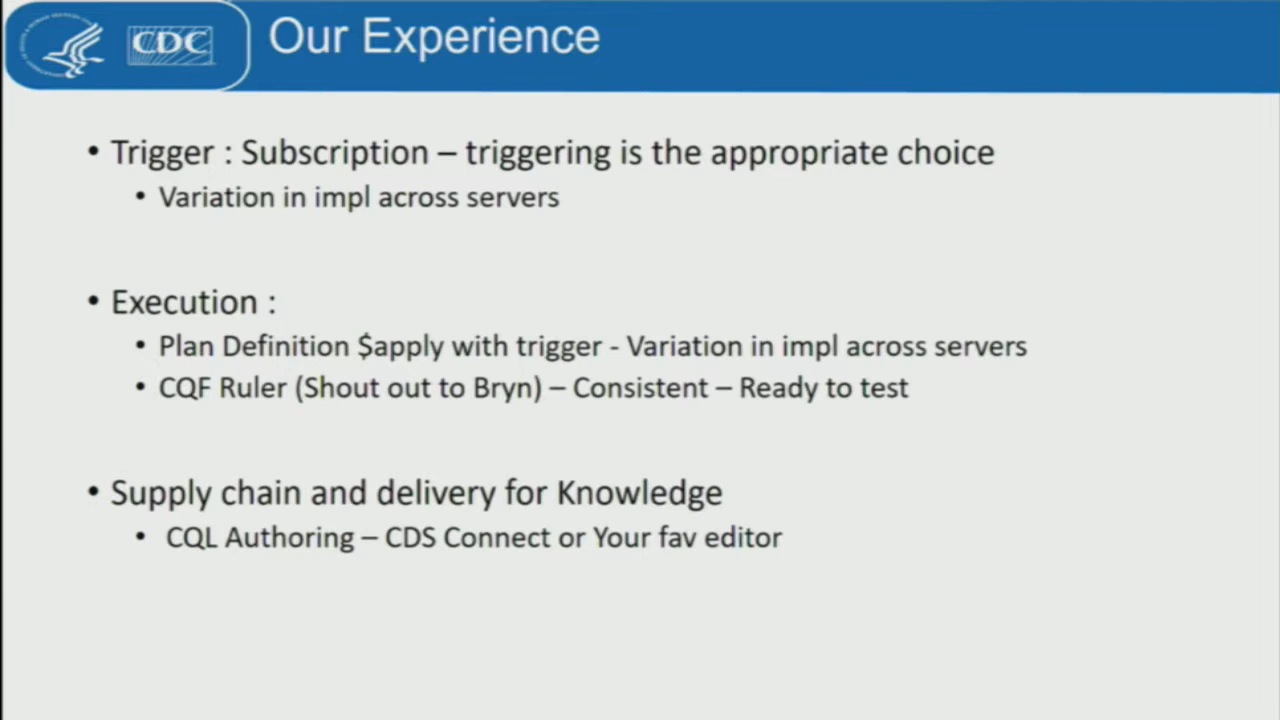 CDC
Our Experience
• Trigger : Subscription – triggering is the appropriate choice
• Variation in impl across servers
• Execution :
• Plan Definition $apply with trigger - Variation in impl across servers
• CQF Ruler (Shout out to Bryn) – Consistent – Ready to test
• Supply chain and delivery for Knowledge
• CQL Authoring – CDS Connect or Your fav editor